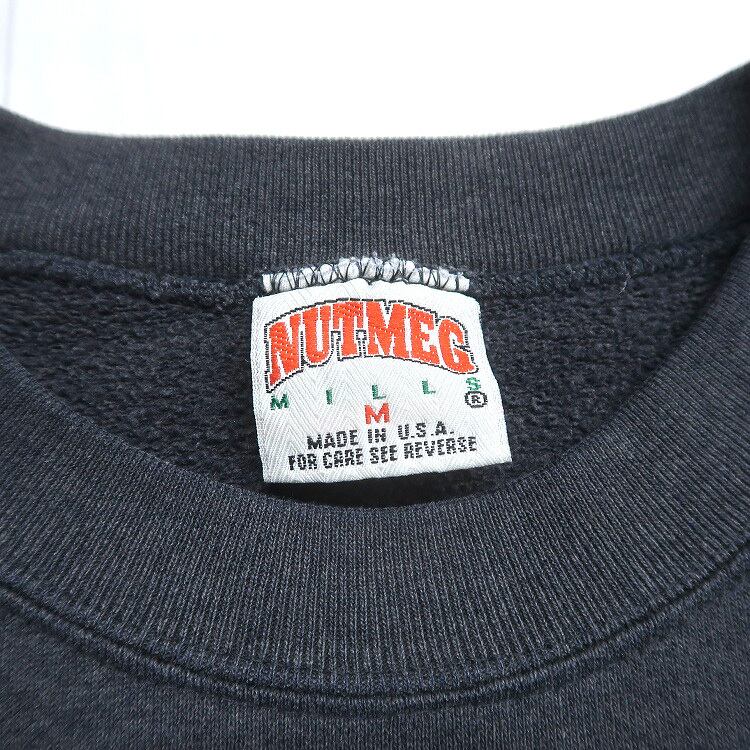 NUTMEG
MILLS®
M
MADE IN U.S.A.
FOR CARE SEE REVERSE